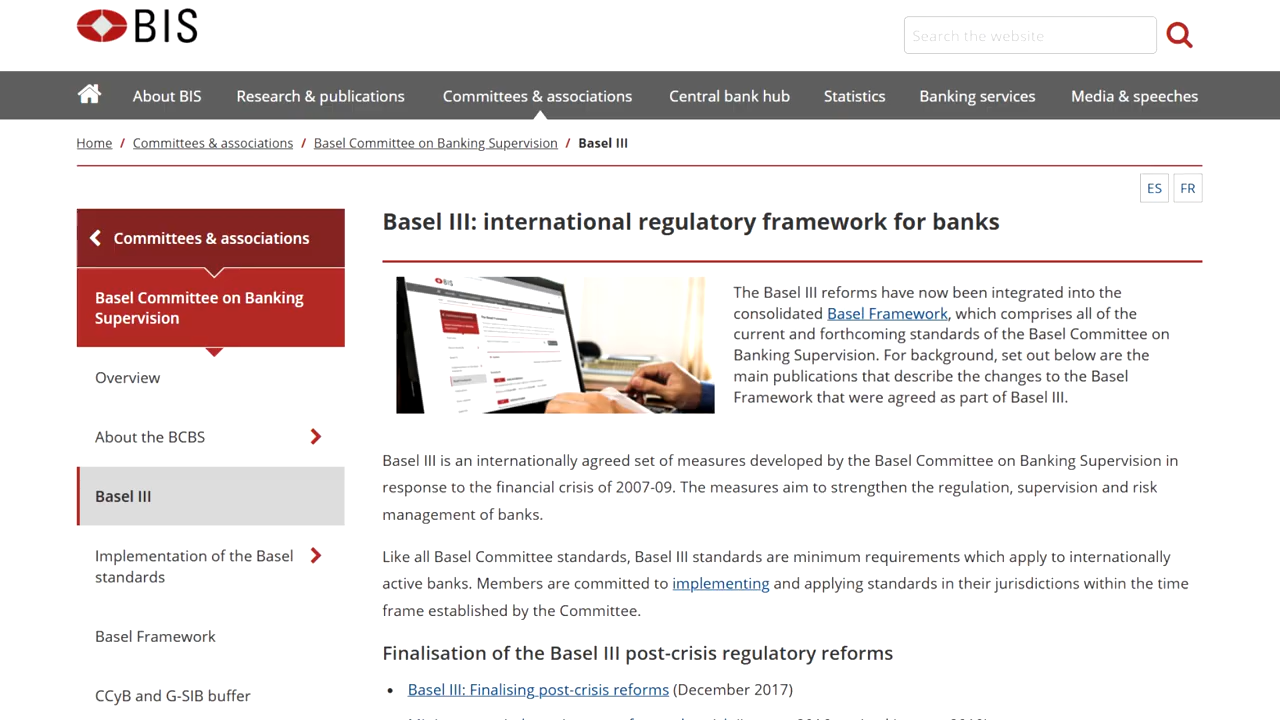 BIS
Search the website
About BIS
Research & publications
Committees & associations
Central bank hub
Statistics
Banking services
Media & speeches
Home / Committees & associations / Basel Committee on Banking Supervision / Basel III
ES
FR
Committees & associations
Basel Committee on Banking
Supervision
Overview
About the BCBS
Basel III
Implementation of the Basel
standards
Basel Framework
CCyB and G-SIB buffer
Basel III: international regulatory framework for banks
BIS
The Basel III reforms have now been integrated into the
consolidated Basel Framework, which comprises all of the
current and forthcoming standards of the Basel Committee on
Banking Supervision. For background, set out below are the
main publications that describe the changes to the Basel
Framework that were agreed as part of Basel III.
Basel III is an internationally agreed set of measures developed by the Basel Committee on Banking Supervision in
response to the financial crisis of 2007-09. The measures aim to strengthen the regulation, supervision and risk
management of banks.
Like all Basel Committee standards, Basel III standards are minimum requirements which apply to internationally
active banks. Members are committed to implementing and applying standards in their jurisdictions within the time
frame established by the Committee.
Finalisation of the Basel III post-crisis regulatory reforms
• Basel III: Finalising post-crisis reforms (December 2017)